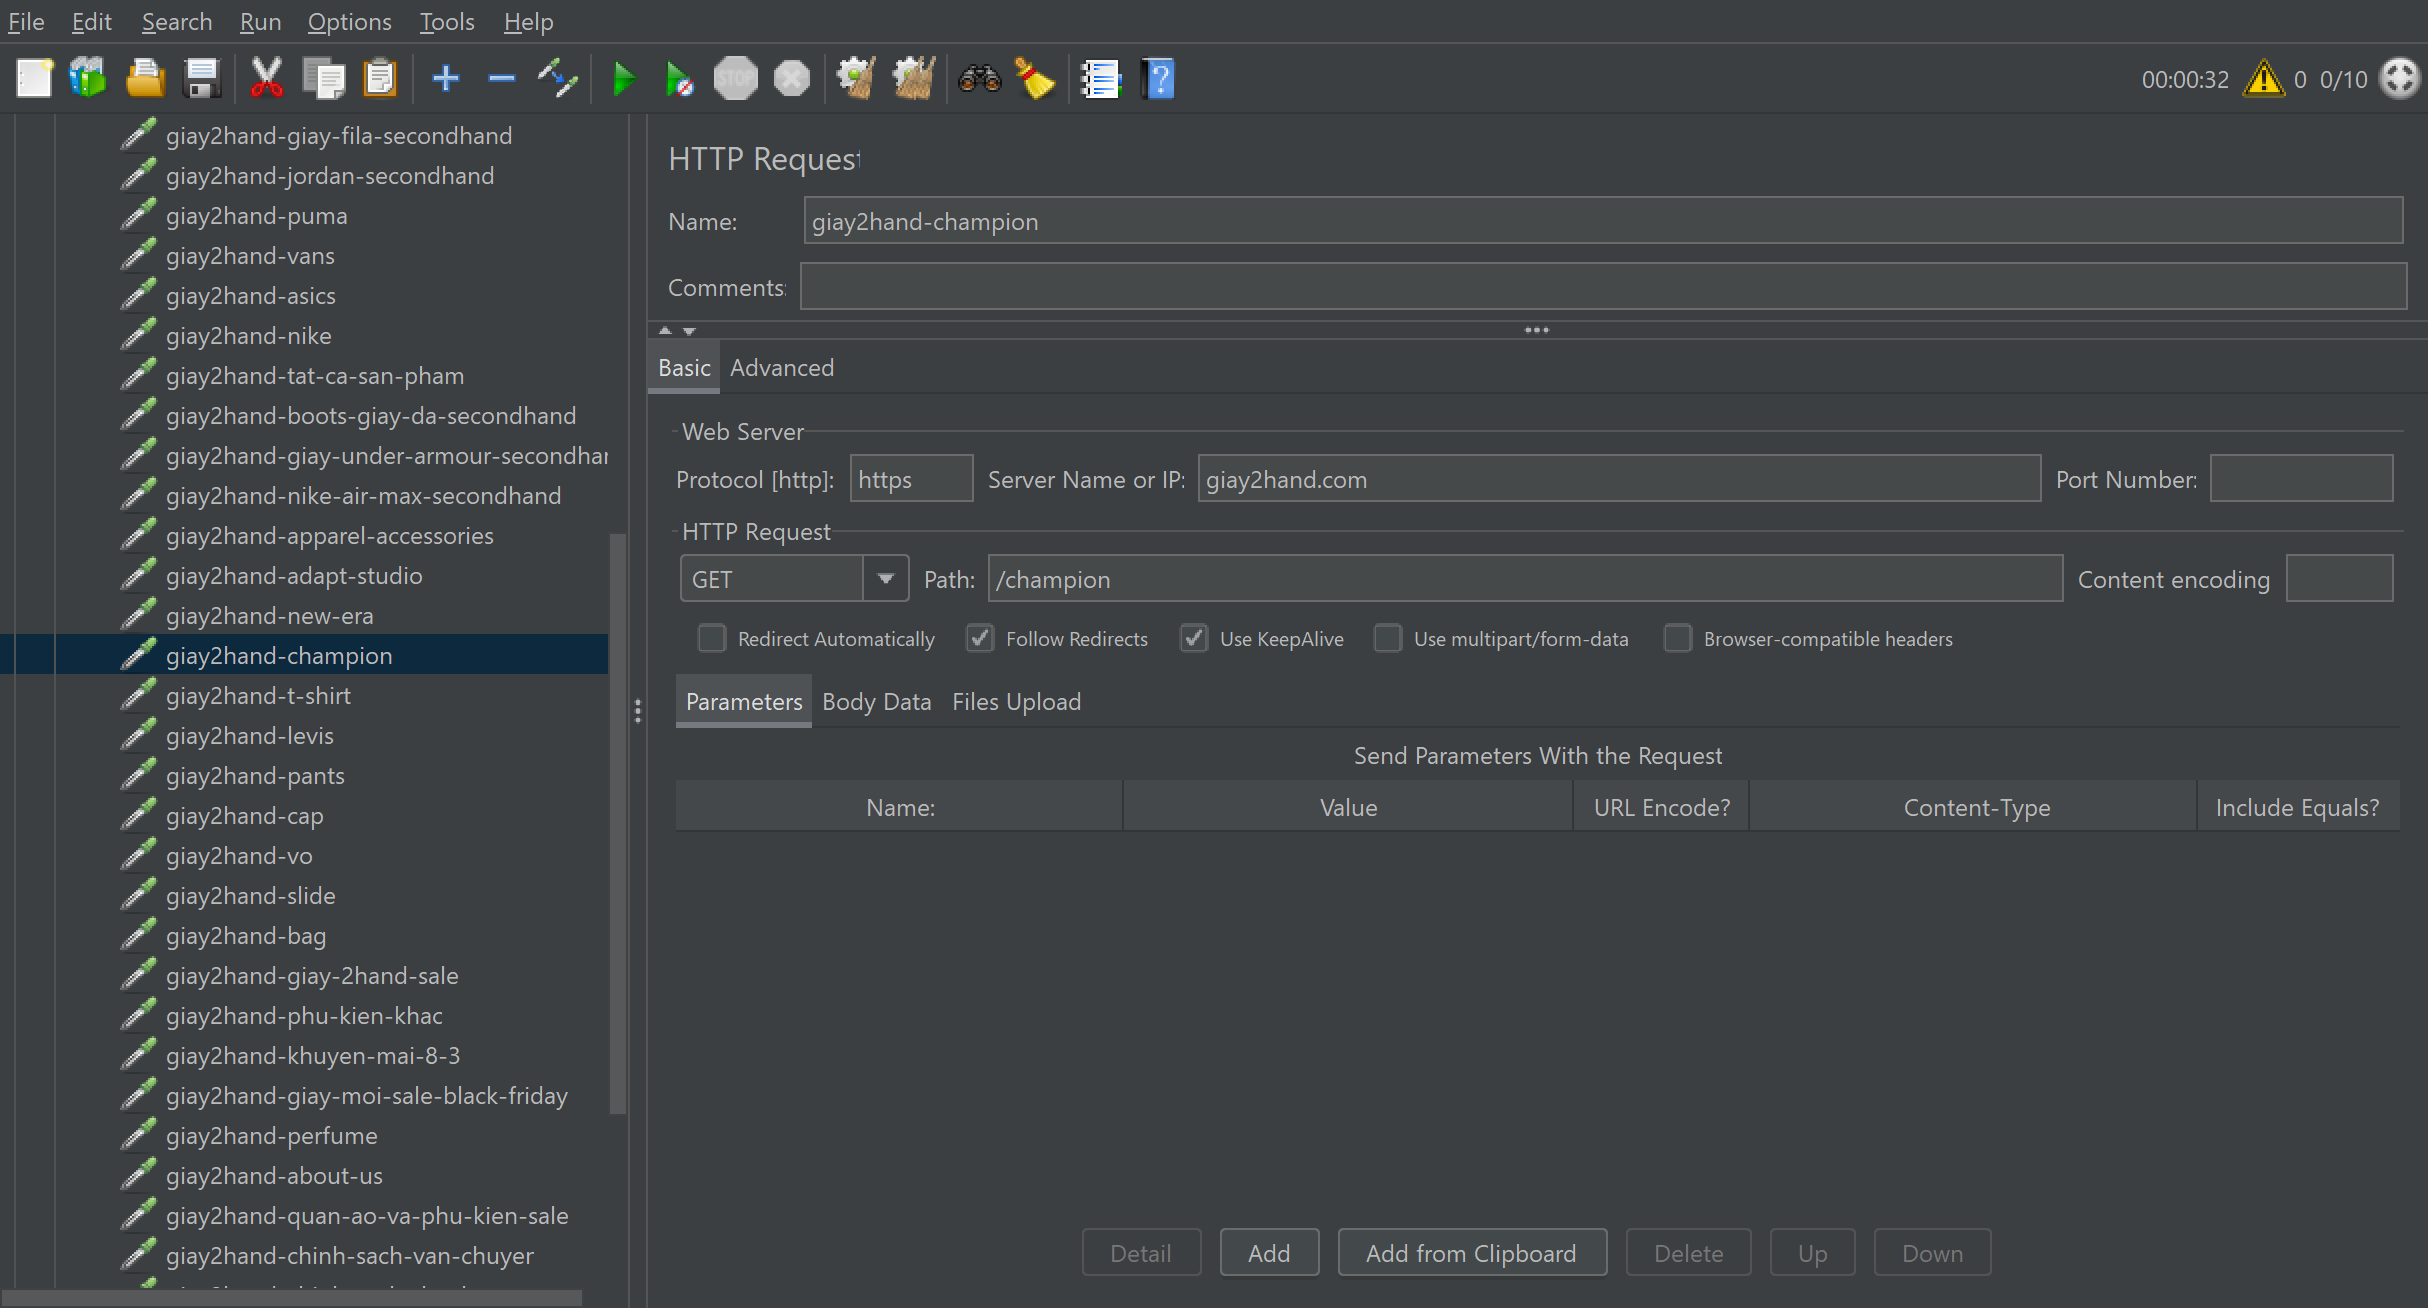 File Edit Search Run Options Tools Help
STOP
00:00:32 0 0/10
giay2hand-giay-fila-secondhand
giay2hand-jordan-secondhand
giay2hand-puma
giay2hand-vans
giay2hand-asics
giay2hand-nike
giay2hand-tat-ca-san-pham
giay2hand-boots-giay-da-secondhand
giay2hand-giay-under-armour-secondhar
giay2hand-nike-air-max-secondhand
giay2hand-apparel-accessories
giay2hand-adapt-studio
giay2hand-new-era
giay2hand-champion
giay2hand-t-shirt
giay2hand-levis
giay2hand-pants
giay2hand-cap
giay2hand-vo
giay2hand-slide
giay2hand-bag
giay2hand-giay-2hand-sale
giay2hand-phu-kien-khac
giay2hand-khuyen-mai-8-3
giay2hand-giay-moi-sale-black-friday
giay2hand-perfume
giay2hand-about-us
giay2hand-quan-ao-va-phu-kien-sale
giay2hand-chinh-sach-van-chuyer
HTTP Request
Name: giay2hand-champion
Comments:
Basic Advanced
Web Server
Protocol [http]: https Server Name or IP: giay2hand.com Port Number:
HTTP Request
GET Path: /champion Content encoding
Redirect Automatically Follow Redirects Use KeepAlive Use multipart/form-data Browser-compatible headers
Parameters Body Data Files Upload
Send Parameters With the Request
Name: Value URL Encode? Content-Type Include Equals?
Detail Add Add from Clipboard Delete Up Down